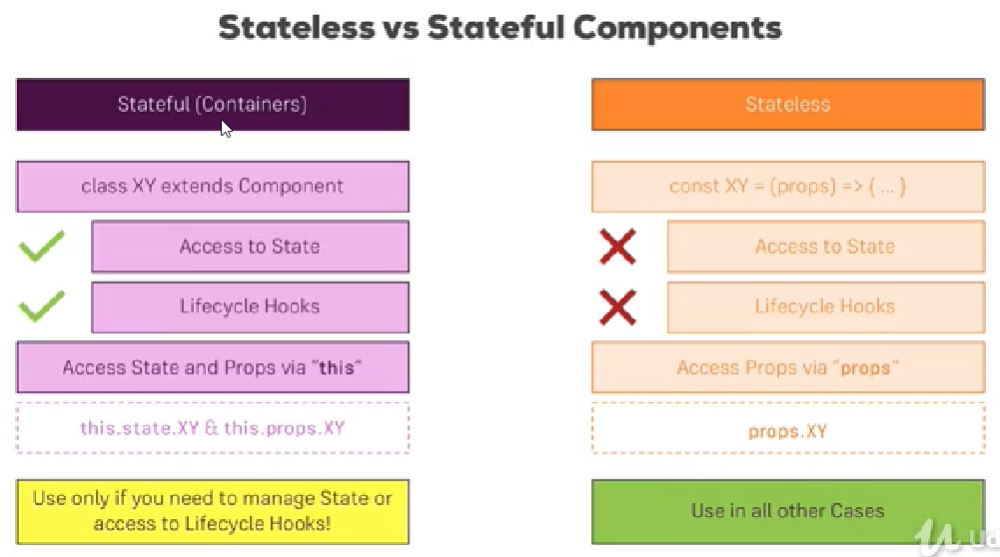 Stateless vs Stateful Components
Stateful (Containers)
class XY extends Component
Access to State
Lifecycle Hooks
Access State and Props via “this”
this.state.XY & this.props.XY
Use only if you need to manage State or
access to Lifecycle Hooks!
Stateless
const XY = (props) => { ... }
Access to State
Lifecycle Hooks
Access Props via “props”
props.XY
Use in all other Cases